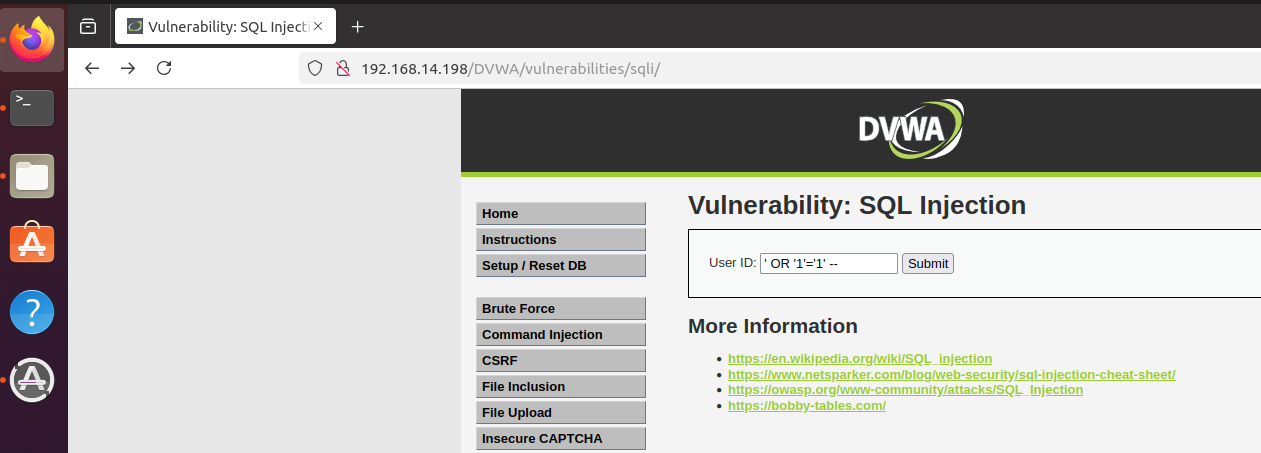 Vulnerability: SQL Injecti
192.168.14.198/DVWA/vulnerabilities/sqli/
DVWA
Home
Instructions
Setup / Reset DB
Brute Force
Command Injection
CSRF
File Inclusion
File Upload
Insecure CAPTCHA
Vulnerability: SQL Injection
User ID: ' OR '1'='1' -- Submit
More Information
https://en.wikipedia.org/wiki/SQL_injection
https://www.netsparker.com/blog/web-security/sql-injection-cheat-sheet/
https://owasp.org/www-community/attacks/SQL_Injection
https://bobby-tables.com/